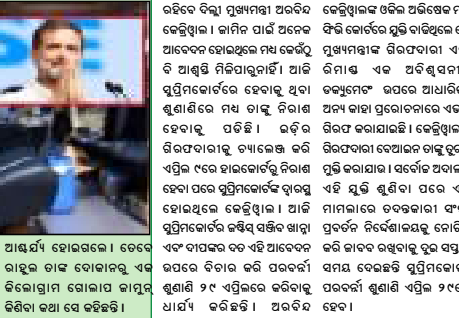 ଆଶ୍ଚର୍ଯ୍ୟ ହୋଇଗଲେ । ତେବେ
ରାହୁଲ ତାଙ୍କ ଦୋକାନରୁ ଏକ
କିଲୋଗ୍ରାମ ଗୋଲାପ ଜାମୁନ୍
କିଣିବା କଥା ସେ କହିଛନ୍ତି ।
ରହିବେ ଦିଲ୍ଲୀ ମୁଖ୍ୟମନ୍ତ୍ରୀ ଅରବିନ୍ଦ
କେଜ୍ରିୱାଲ । ଜାମିନ ପାଇଁ ଅନେକ
ଆବେଦନ ହୋଇଥିଲେ ମଧ୍ୟ କେଉଁଠୁ
ବି ଆଶ୍ୱସ୍ତି ମିଳିପାରୁନାହିଁ । ଆଜି
ସୁପ୍ରିମକୋର୍ଟରେ ହେବାକୁ ଥିବା
ଶୁଣାଣିରେ ମଧ୍ୟ ତାଙ୍କୁ ନିରାଶ
ହେବାକୁ ପଡିଛି । ଇଡ଼ିର
ଗିରଫଦାରୀକୁ ଚ୍ୟାଲେଞ୍ଜ କରି
ଏପ୍ରିଲ ୯ରେ ହାଇକୋର୍ଟରୁ ନିରାଶ
ହେବା ପରେ ସୁପ୍ରିମକୋର୍ଟଙ୍କ ଦ୍ୱାରସ୍ଥ
ହୋଇଥିଲେ କେଜ୍ରିୱାଲ । ଆଜି
ସୁପ୍ରିମକୋର୍ଟର ଜଷ୍ଟିସ୍ ସଞ୍ଜିବ ଖାନ୍ନା
ଏବଂ ଦୀପଙ୍କର ଦତ୍ତ ଏହି ଆବେଦନ
ଉପରେ ବିଚାର କରି ପରବର୍ତ୍ତୀ
ଶୁଣାଣି ୨୯ ଏପ୍ରିଲରେ କରିବାକୁ
ଧାର୍ଯ୍ୟ କରିଛନ୍ତି । ଅରବିନ୍ଦ
କେଜ୍ରିୱାଲଙ୍କ ଓକିଲ ଅଭିଷେକ
ସିଂଭି କୋର୍ଟରେ ଯୁକ୍ତି ବାଢିଥିଲେ
ମୁଖ୍ୟମନ୍ତ୍ରୀଙ୍କ ଗିରଫଦାରୀ
ରିମାଣ୍ଡ ଏକ ଅବିଶ୍ୱସନୀ
ଡକ୍ୟୁମେଟଂ ଉପରେ ଆଧାରି
ଅନ୍ୟ କାହା ପ୍ରରୋଚନାରେ
ଗିରଫ କରାଯାଇଛି । କେଜ୍ରିୱା
ଗିରଫଦାରୀ ବେଆଇନ ତାଙ୍କୁ
ମୁକ୍ତି କରାଯାଉ । ସର୍ବୋଚ୍ଚ ଅଦା
ଏହି ଯୁକ୍ତି ଶୁଣିବା ପରେ
ମାମଲାରେ ତଦନ୍ତକାରୀ
ପ୍ରବର୍ତନ ନିର୍ଦ୍ଦେଶାଳୟକୁ
କରି ଜାବବ ରଖିବାକୁ ଦୁଇ
ସମୟ ଦେଇଛନ୍ତି ସୁପ୍ରିମକୋ
ପରବର୍ତୀ ଶୁଣାଣି ଏପ୍ରିଲ ୨୯
ହେବ ।